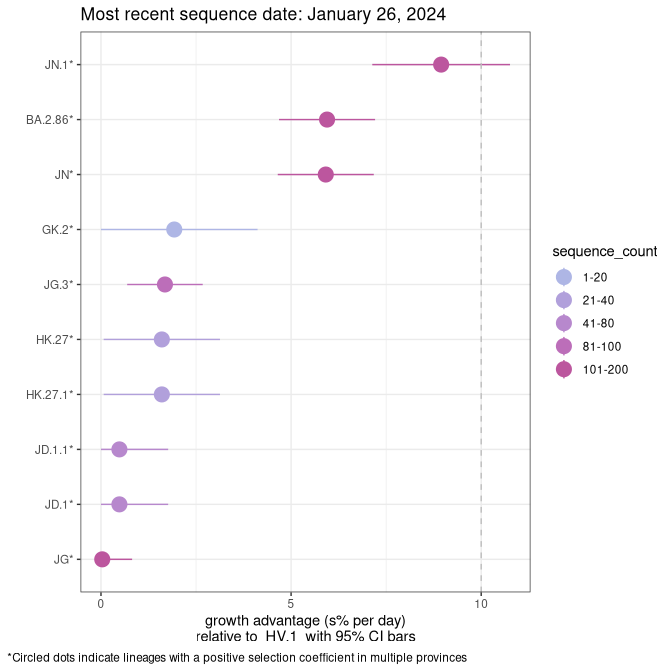 Most recent sequence date: January 26, 2024
JN.1*
BA.2.86*
JN*
GK.2*
JG.3*
HK.27*
HK.27.1*
JD.1.1*
JD.1*
JG*
0 5 10
growth advantage (s% per day)
relative to HV.1 with 95% CI bars
sequence_count
1-20
21-40
41-80
81-100
101-200
*Circled dots indicate lineages with a positive selection coefficient in multiple provinces